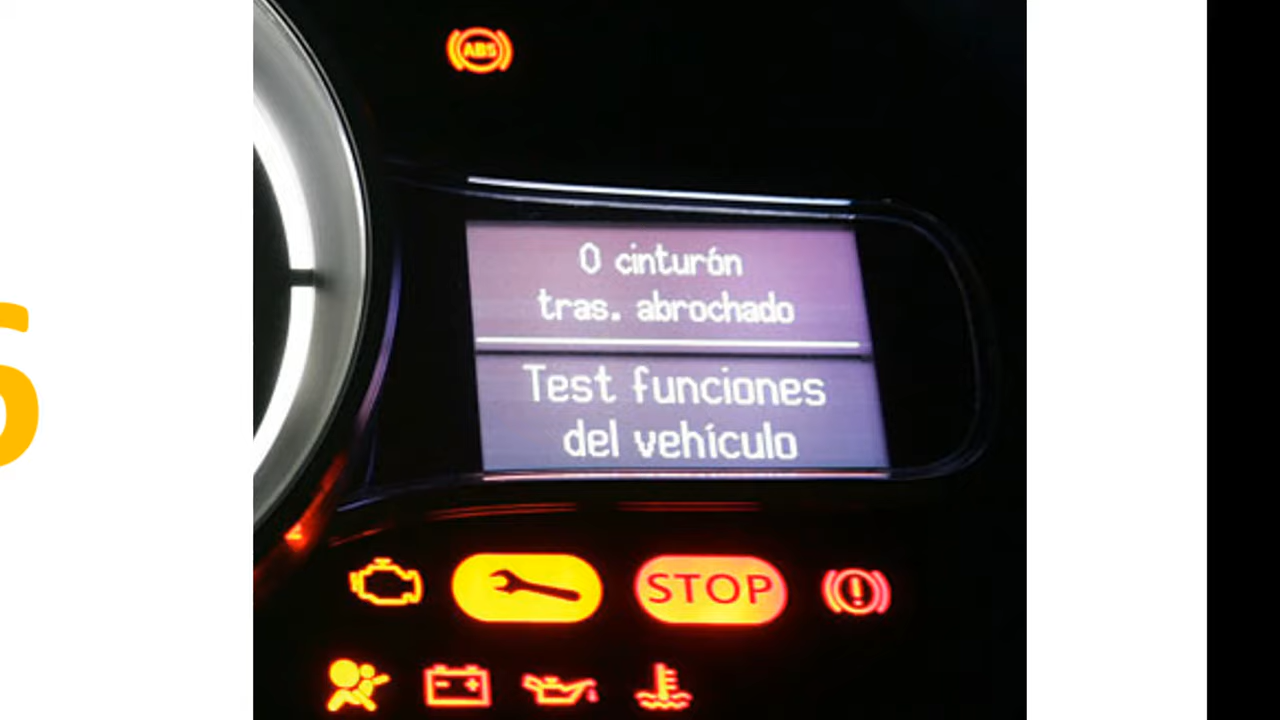 ABS
0 cinturón
tras. abrochado
Test funciones
del vehículo
STOP